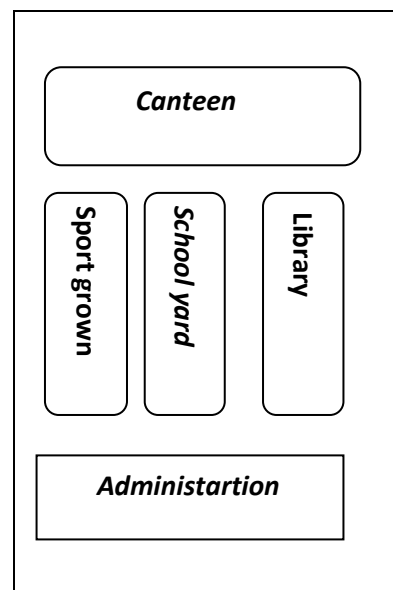 Canteen
Sport grown
School yard
Library
Administartion